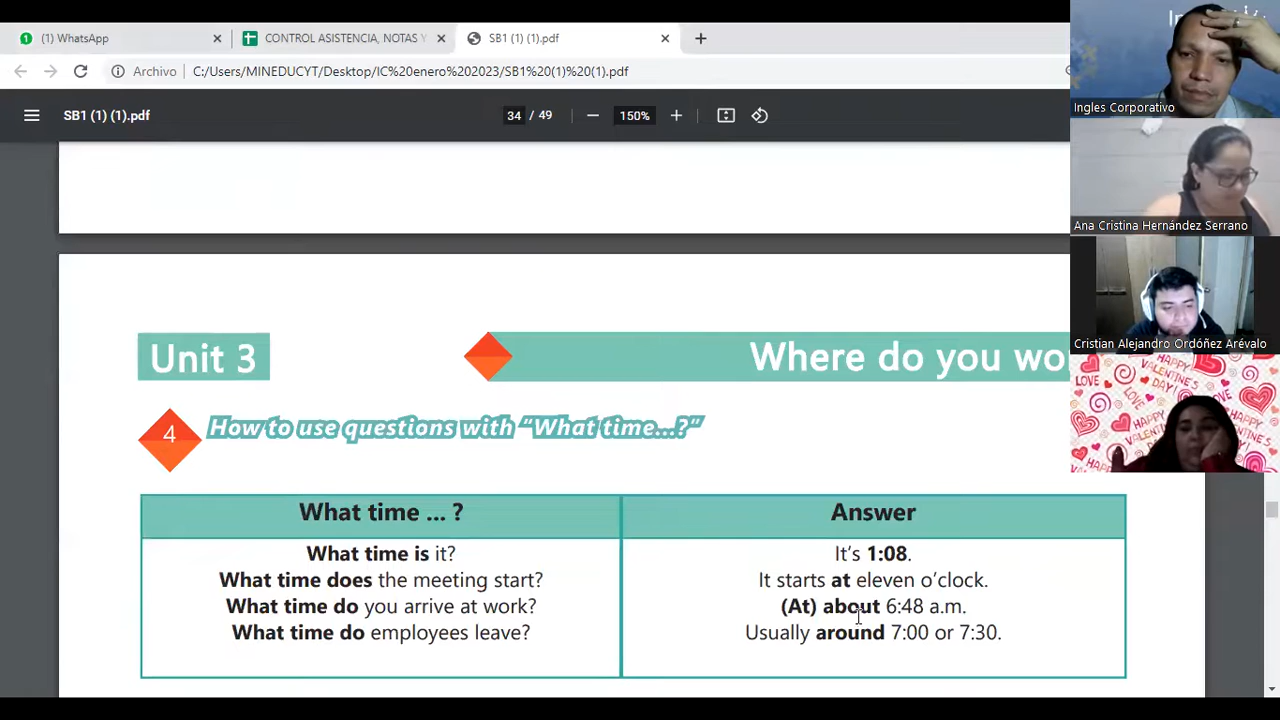 (1) WhatsApp
CONTROL ASISTENCIA, NOTAS Y
SB1 (1) (1).pdf
Archivo
C:/Users/MINEDUCYT/Desktop/IC%20enero%202023/SB1%20(1)%20(1).pdf
SB1 (1) (1).pdf
34 / 49
150%
Unit 3
Where do you wo
4
How to use questions with “What time...?”
What time ... ?
Answer
What time is it?
It's 1:08.
What time does the meeting start?
It starts at eleven o'clock.
What time do you arrive at work?
(At) about 6:48 a.m.
What time do employees leave?
Usually around 7:00 or 7:30.
Ingles Corporativo
Ana Cristina Hernández Serrano
Cristian Alejandro Ordóñez Arévalo
HAPPY
VALENTINE'S
DAY!
LOVE